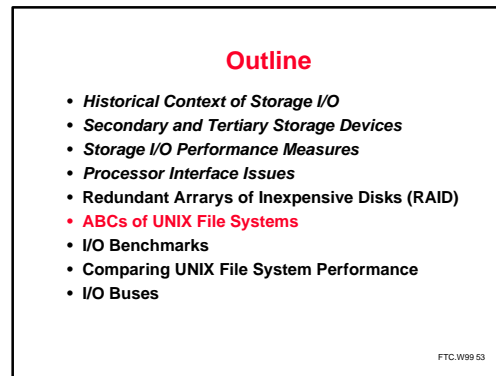 Outline
• Historical Context of Storage I/O
• Secondary and Tertiary Storage Devices
• Storage I/O Performance Measures
• Processor Interface Issues
• Redundant Arrarys of Inexpensive Disks (RAID)
• ABCs of UNIX File Systems
• I/O Benchmarks
• Comparing UNIX File System Performance
• I/O Buses
FTC.W99 53